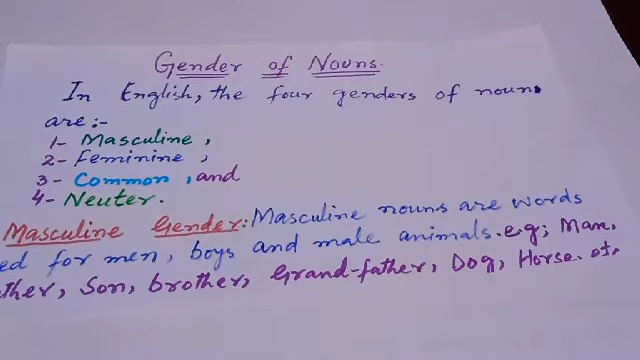 Gender of Nouns.
In English, the four genders of nouns
are:-
1- Masculine,
2- Feminine,
3- Common, and
4- Neuter.
Masculine Gender: Masculine nouns are words
ed for men, boys and male animals. e.g; Man,
ther, Son, brother, Grand-father, Dog, Horse. etc.